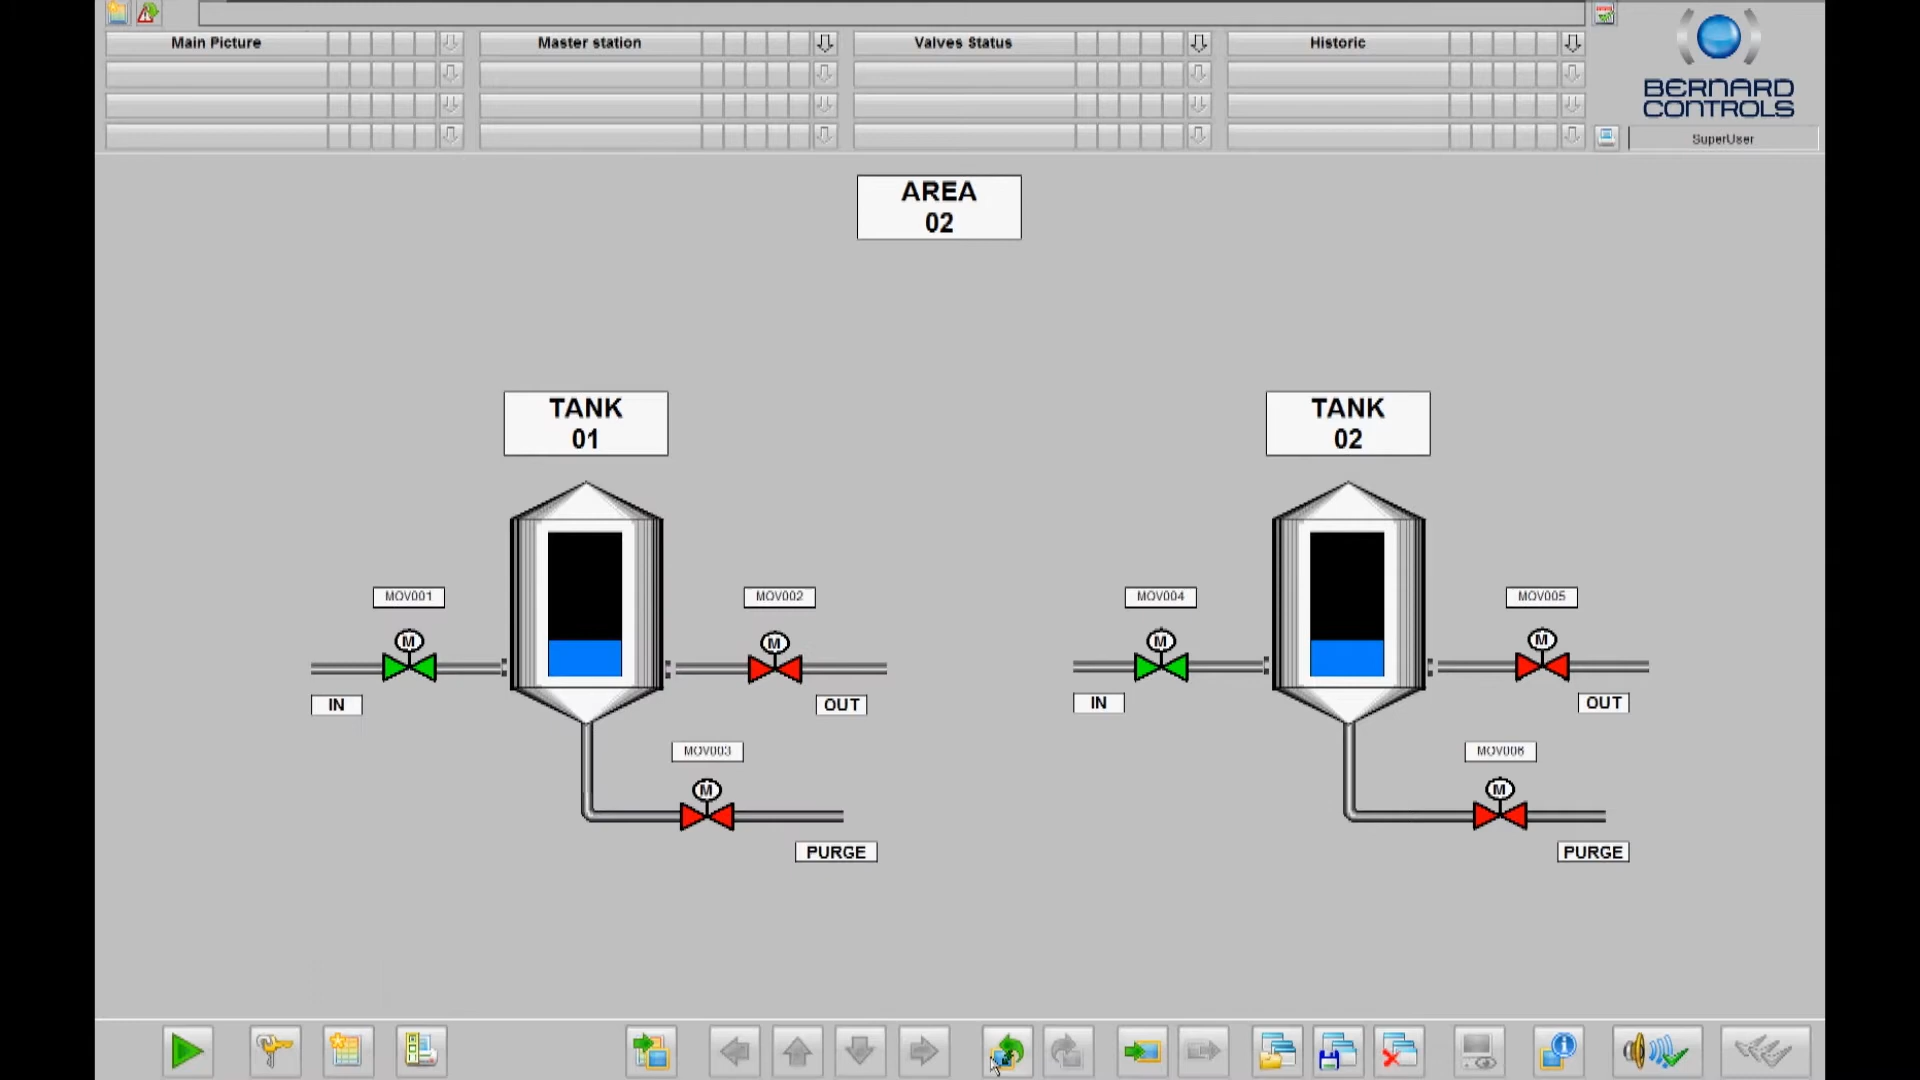 Main Picture
Master station
Valves Status
Historic
BERNARD
CONTROLS
SuperUser
AREA
02
TANK
01
TANK
02
MOV001
MOV002
MOV004
MOV005
M
M
M
M
IN
OUT
IN
OUT
MOV003
MOV006
M
M
PURGE
PURGE